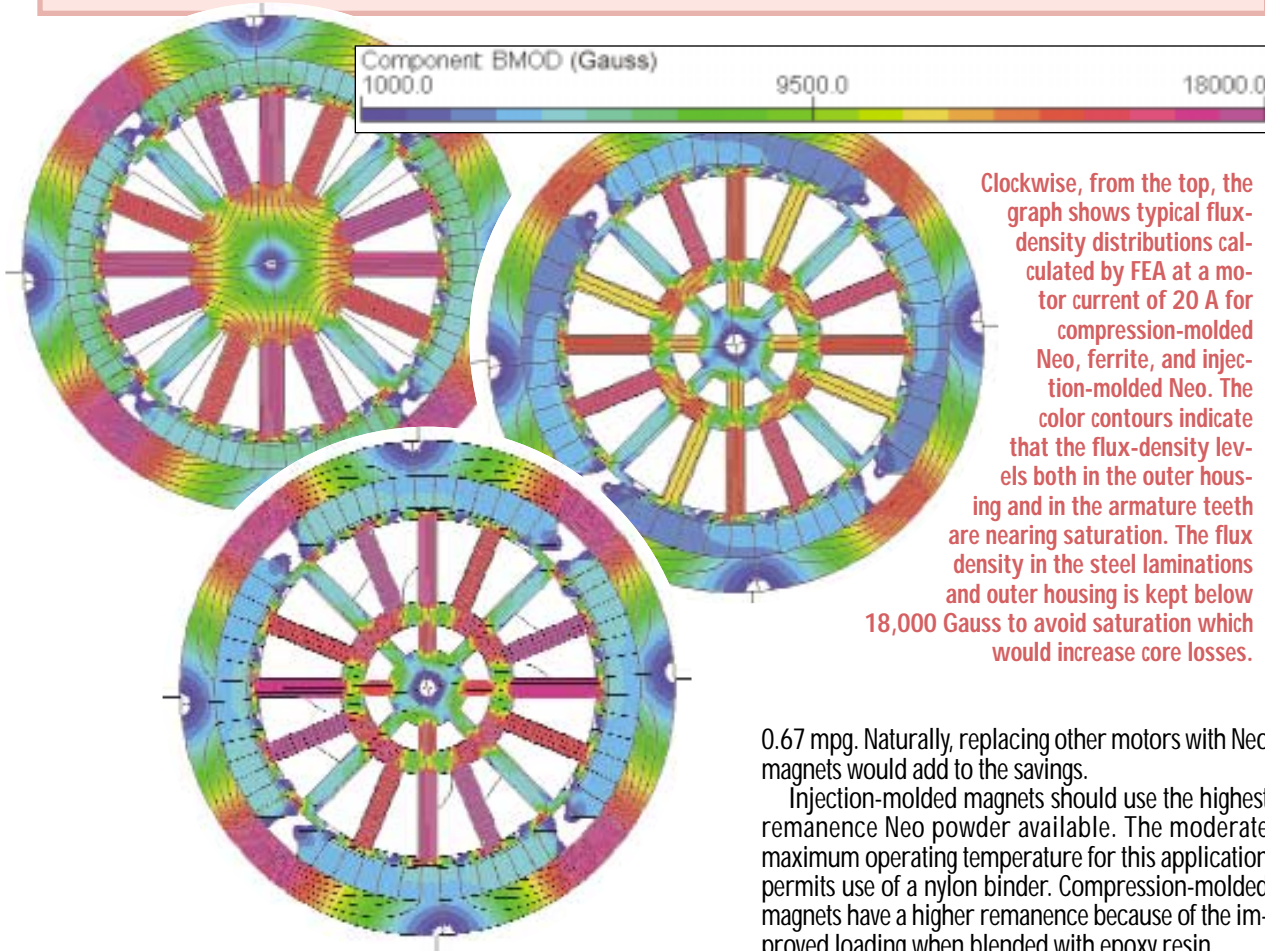 Component: BMOD (Gauss)
1000.0 9500.0 18000.0
Clockwise, from the top, the
graph shows typical flux-
density distributions cal-
culated by FEA at a mo-
tor current of 20 A for
compression-molded
Neo, ferrite, and injec-
tion-molded Neo. The
color contours indicate
that the flux-density lev-
els both in the outer hous-
ing and in the armature teeth
are nearing saturation. The flux
density in the steel laminations
and outer housing is kept below
18,000 Gauss to avoid saturation which
would increase core losses.
0.67 mpg. Naturally, replacing other motors with Neo
magnets would add to the savings.
Injection-molded magnets should use the highest
remanence Neo powder available. The moderate
maximum operating temperature for this application
permits use of a nylon binder. Compression-molded
magnets have a higher remanence because of the im-
proved loading when blended with epoxy resin.